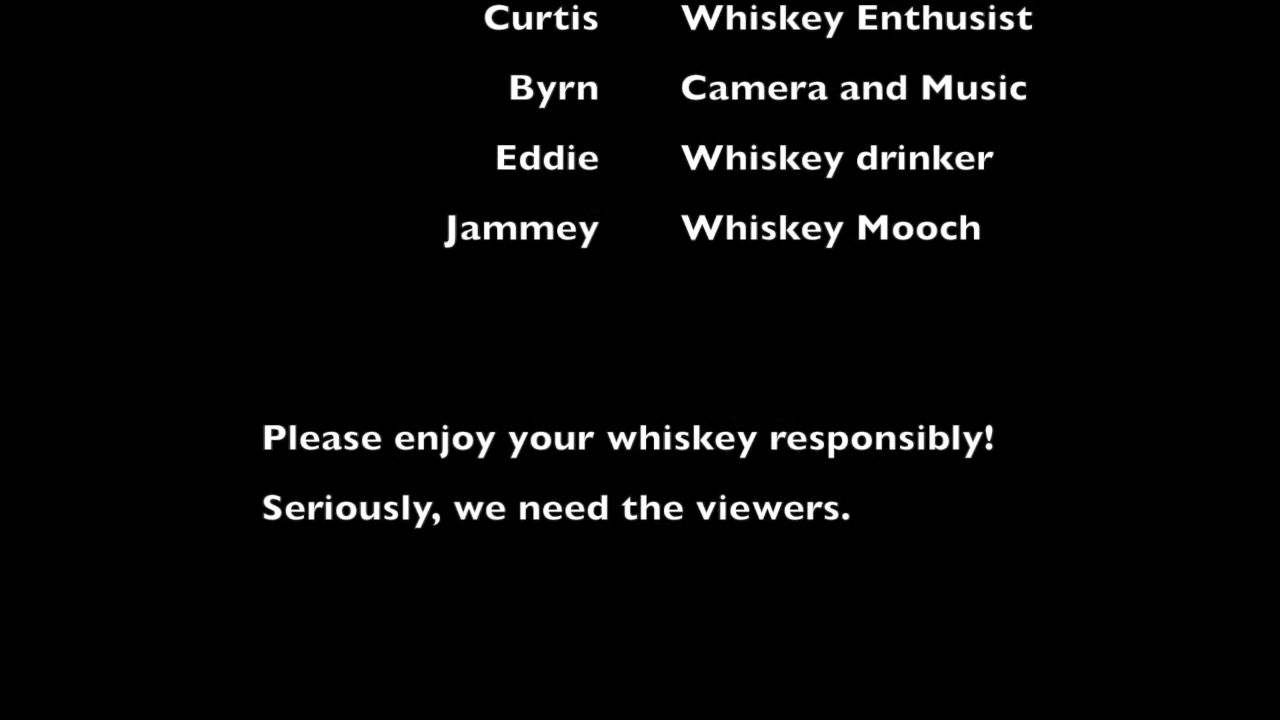 Curtis Whiskey Enthusist
Byrn Camera and Music
Eddie Whiskey drinker
Jammey Whiskey Mooch
Please enjoy your whiskey responsibly!
Seriously, we need the viewers.